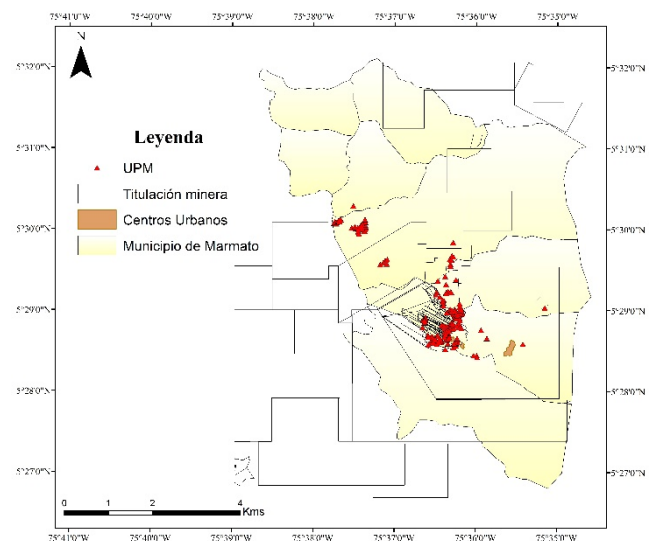 75°41'0"W 75°40'0"W 75°39'0"W 75°38'0"W 75°37'0"W 75°36'0"W 75°35'0"W
N
5°32'0"N 5°32'0"N
Leyenda
5°31'0"N 5°31'0"N
UPM
Titulación minera
Centros Urbanos
Municipio de Marmato
5°30'0"N 5°30'0"N
5°29'0"N 5°29'0"N
5°28'0"N 5°28'0"N
5°27'0"N 5°27'0"N
0 1 2 4
Kms
75°41'0"W 75°40'0"W 75°39'0"W 75°38'0"W 75°37'0"W 75°36'0"W 75°35'0"W